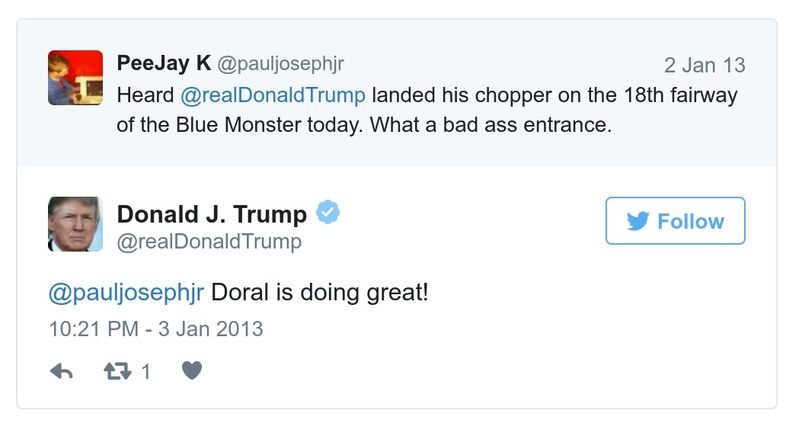 PeeJay K @pauljosephjr 2 Jan 13
Heard @realDonaldTrump landed his chopper on the 18th fairway
of the Blue Monster today. What a bad ass entrance.
Donald J. Trump
@realDonaldTrump
Follow
@pauljosephjr Doral is doing great!
10:21 PM - 3 Jan 2013
1